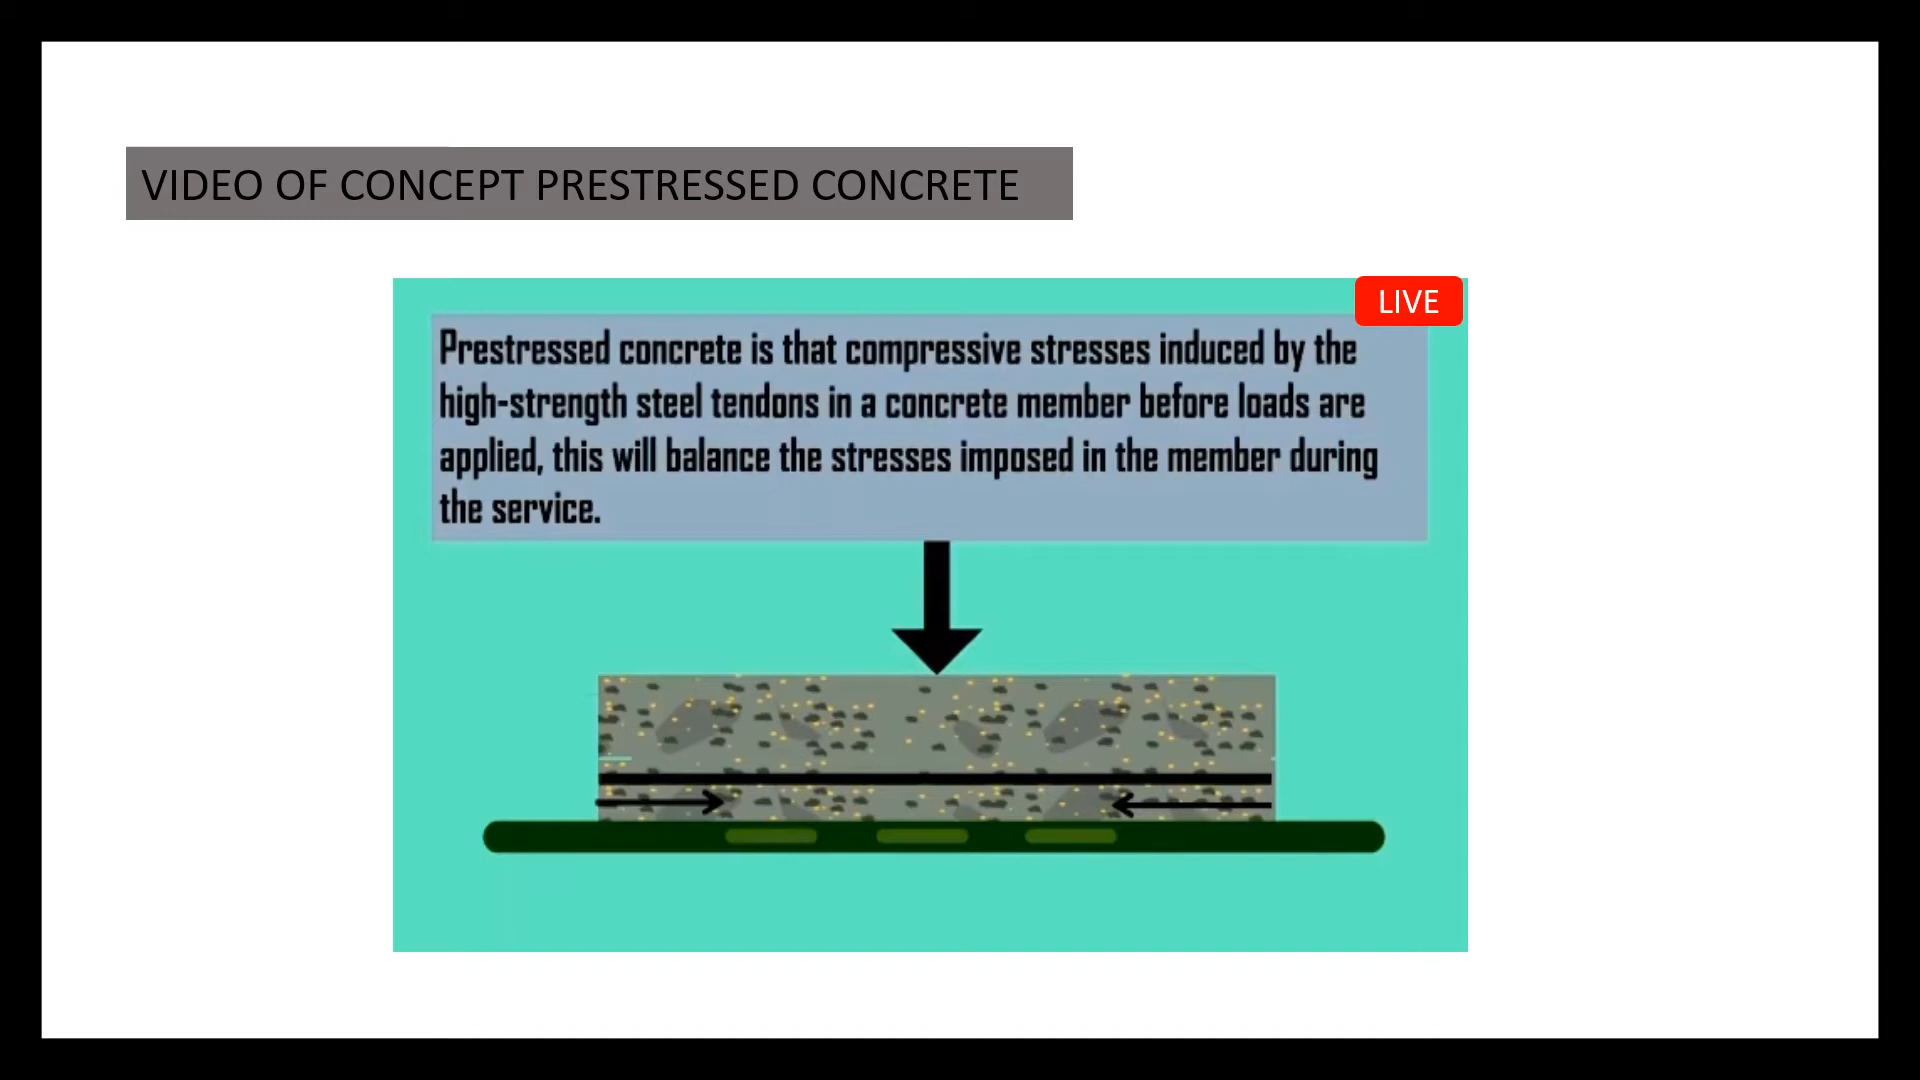 VIDEO OF CONCEPT PRESTRESSED CONCRETE
LIVE
Prestressed concrete is that compressive stresses induced by the
high-strength steel tendons in a concrete member before loads are
applied, this will balance the stresses imposed in the member during
the service.